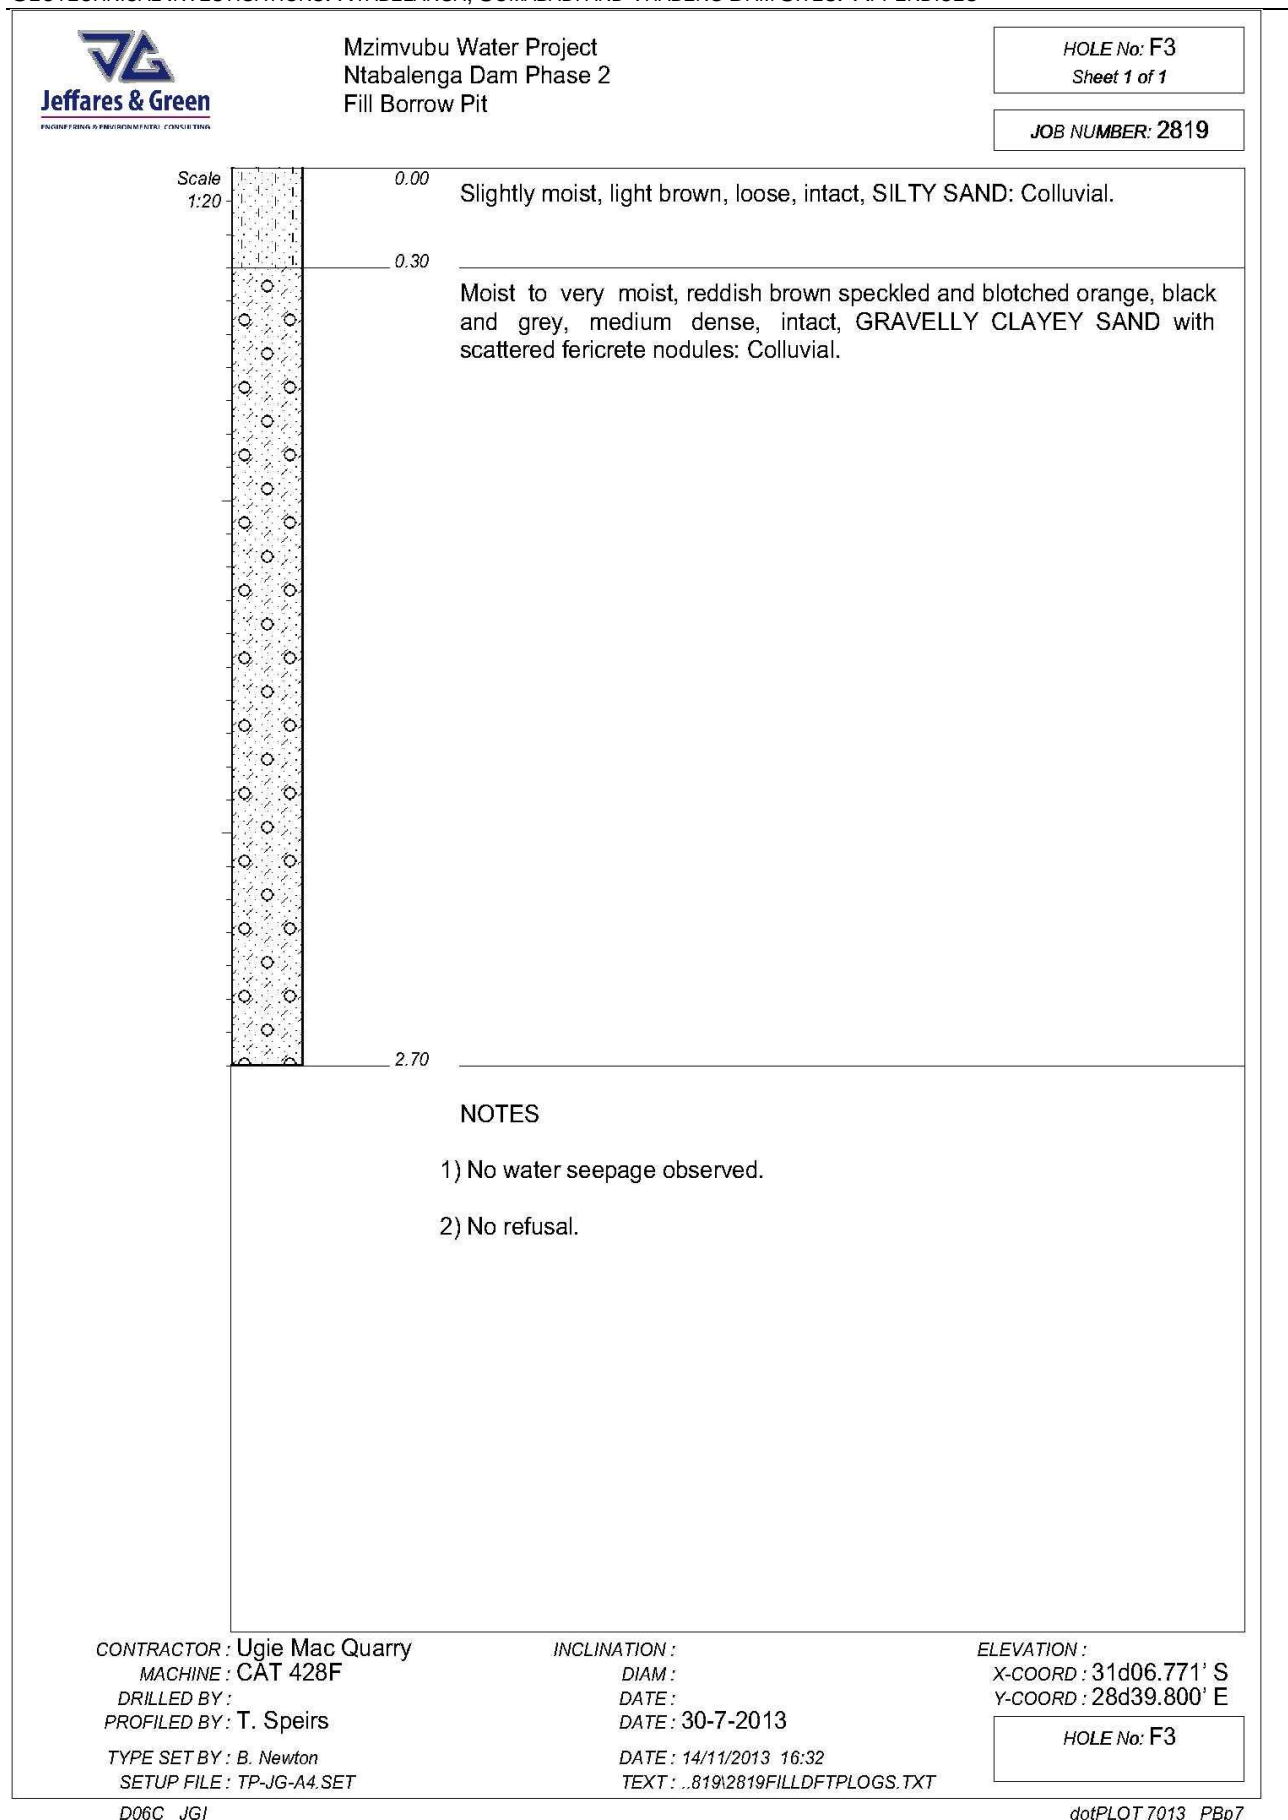 Jeffares & Green
ENGINEERING & ENVIRONMENTAL CONSULTING
Mzimvubu Water Project
Ntabalenga Dam Phase 2
Fill Borrow Pit
HOLE No: F3
Sheet 1 of 1
JOB NUMBER: 2819
Scale
1:20
0.00
Slightly moist, light brown, loose, intact, SILTY SAND: Colluvial.
0.30
Moist to very moist, reddish brown speckled and blotched orange, black
and grey, medium dense, intact, GRAVELLY CLAYEY SAND with
scattered fericrete nodules: Colluvial.
2.70
NOTES
1) No water seepage observed.
2) No refusal.
CONTRACTOR : Ugie Mac Quarry
MACHINE : CAT 428F
DRILLED BY :
PROFILED BY : T. Speirs
TYPE SET BY : B. Newton
SETUP FILE : TP-JG-A4.SET
INCLINATION :
DIAM :
DATE :
DATE : 30-7-2013
DATE : 14/11/2013 16:32
TEXT : ..819\2819FILLDFTPLOGS.TXT
ELEVATION :
X-COORD : 31d06.771' S
Y-COORD : 28d39.800' E
HOLE No: F3
D06C JGI
dotPLOT 7013 PBp7